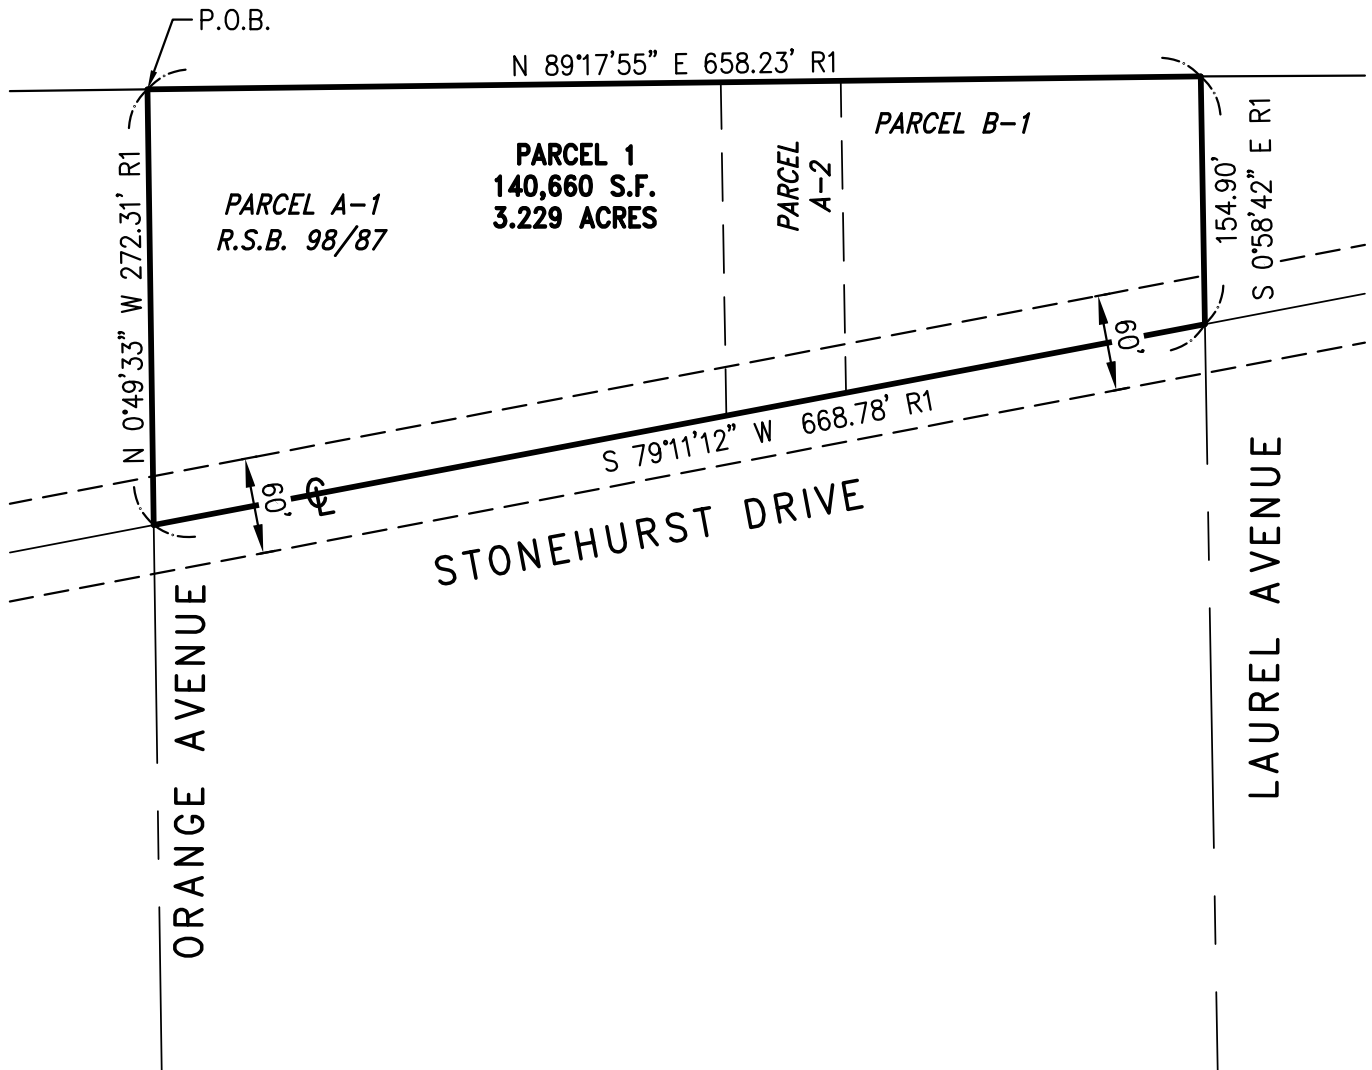 P.O.B.
N 89°17'55" E 658.23' R1
PARCEL B-1
PARCEL 1
140,660 S.F.
3.229 ACRES
PARCEL
A-2
PARCEL A-1
R.S.B. 98/87
N 0°49'33" W 272.31' R1
154.90'
S 0°58'42" E R1
60'
S 79°11'12" W 668.78' R1
60'
℄
STONEHURST DRIVE
ORANGE AVENUE
LAUREL AVENUE